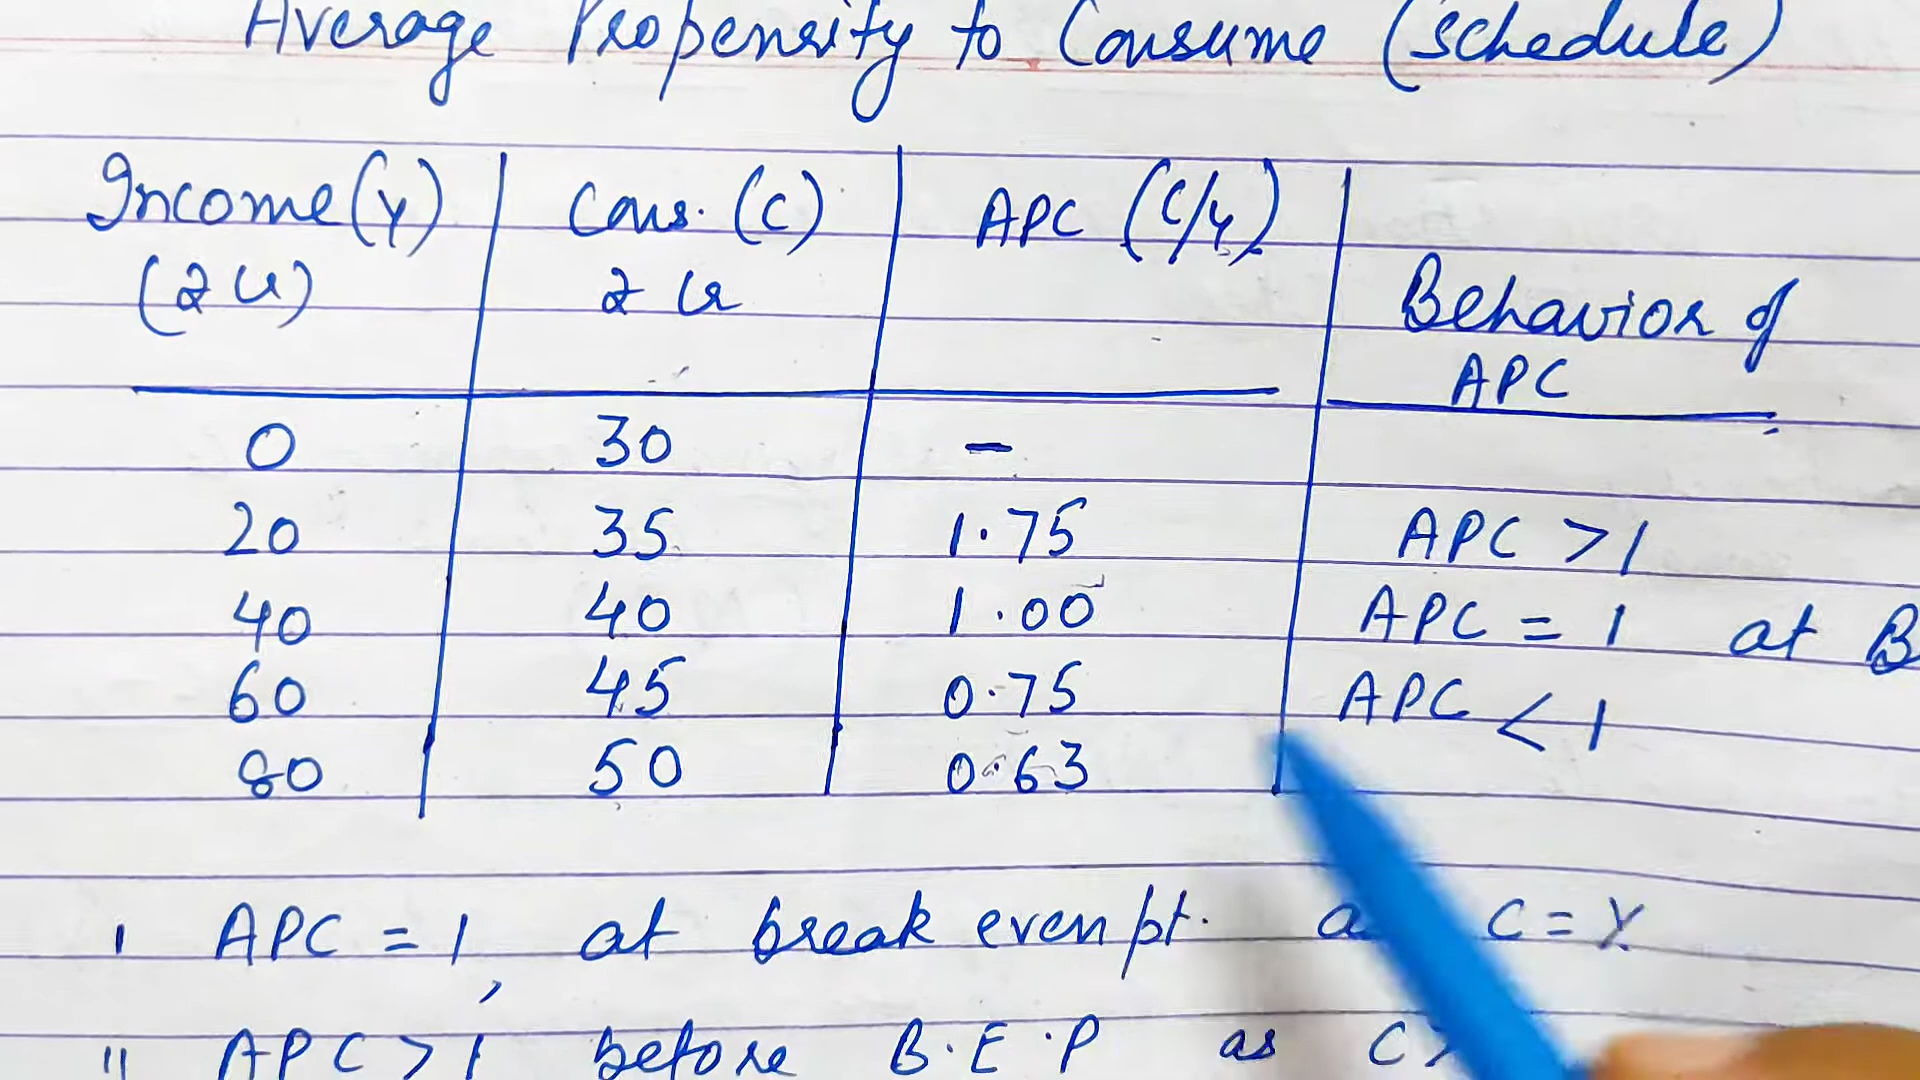 Average Propensity to Consume (Schedule)
Income (Y) Cons. (C) APC (C/Y)
Behavior of
APC
0 30 -
20 35 1.75 APC > 1
40 40 1.00 APC = 1 at B
60 45 0.75 APC < 1
80 50 0.63
I APC = 1, at break even pt. C = Y
II APC > 1 before B.E.P as C >